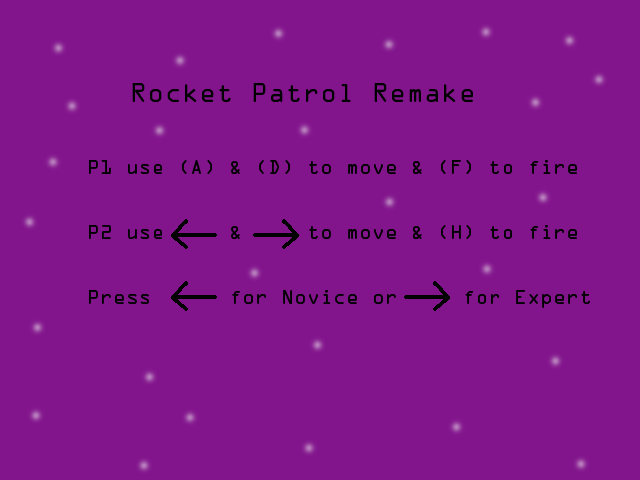 Rocket Patrol Remake
P1 use (A) & (D) to move & (F) to fire
P2 use ← & → to move & (H) to fire
Press ← for Novice or → for Expert